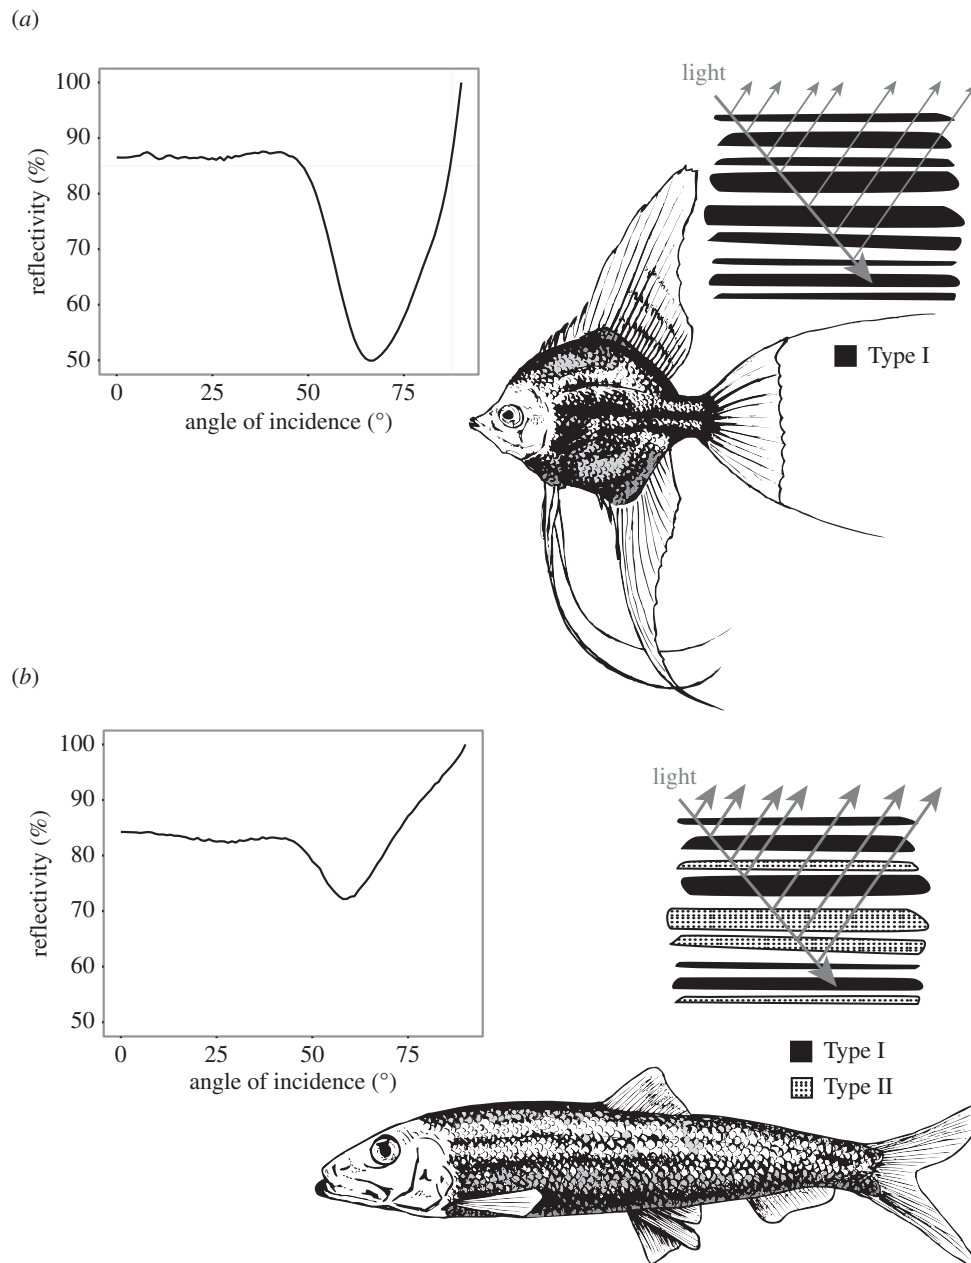 (a)
100
90
80
70
60
50
reflectivity (%)
0 25 50 75
angle of incidence (°)
light
Type I
(b)
100
90
80
70
60
50
reflectivity (%)
0 25 50 75
angle of incidence (°)
light
Type I
Type II